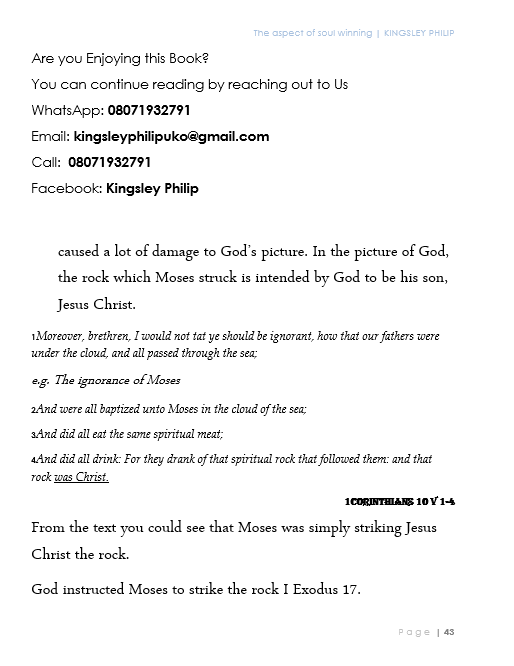 The aspect of soul winning | KINGSLEY PHILIP
Are you Enjoying this Book?
You can continue reading by reaching out to Us
WhatsApp: 08071932791
Email: kingsleyphilipuko@gmail.com
Call: 08071932791
Facebook: Kingsley Philip
caused a lot of damage to God's picture. In the picture of God,
the rock which Moses struck is intended by God to be his son,
Jesus Christ.
1Moreover, brethren, I would not tat ye should be ignorant, how that our fathers were
under the cloud, and all passed through the sea;
e.g. The ignorance of Moses
2And were all baptized unto Moses in the cloud of the sea;
3And did all eat the same spiritual meat;
4And did all drink: For they drank of that spiritual rock that followed them: and that
rock was Christ.
1CORINTHIANS 10 V 1-4
From the text you could see that Moses was simply striking Jesus
Christ the rock.
God instructed Moses to strike the rock I Exodus 17.
Page | 43